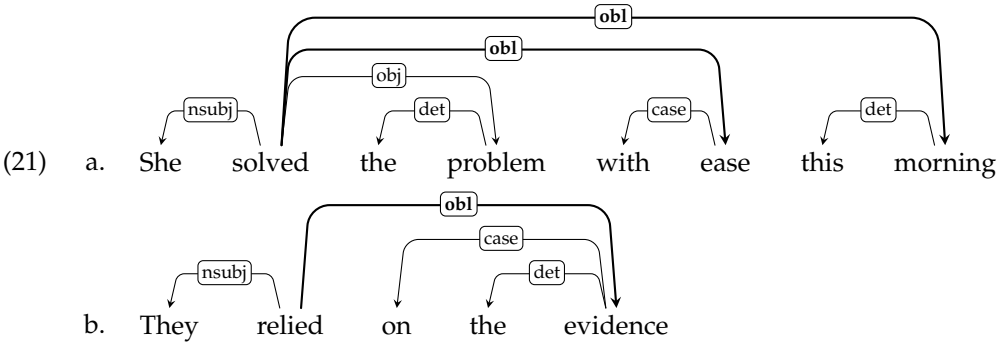 obl
obl
obj
nsubj det case det
(21) a. She solved the problem with ease this morning
obl
case
nsubj det
b. They relied on the evidence